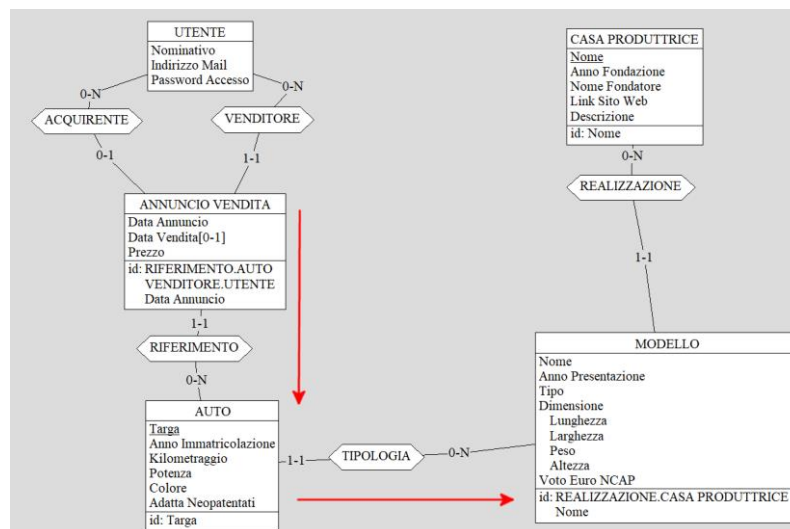 UTENTE
Nominativo
Indirizzo Mail
Password Accesso
0-N
0-N
ACQUIRENTE
VENDITORE
0-1
1-1
ANNUNCIO VENDITA
Data Annuncio
Data Vendita[0-1]
Prezzo
id: RIFERIMENTO.AUTO
VENDITORE.UTENTE
Data Annuncio
1-1
RIFERIMENTO
0-N
AUTO
Targa
Anno Immatricolazione
Kilometraggio
Potenza
Colore
Adatta Neopatentati
id: Targa
1-1
TIPOLOGIA
0-N
CASA PRODUTTRICE
Nome
Anno Fondazione
Nome Fondatore
Link Sito Web
Descrizione
id: Nome
0-N
REALIZZAZIONE
1-1
MODELLO
Nome
Anno Presentazione
Tipo
Dimensione
Lunghezza
Larghezza
Peso
Altezza
Voto Euro NCAP
id: REALIZZAZIONE.CASA PRODUTTRICE
Nome